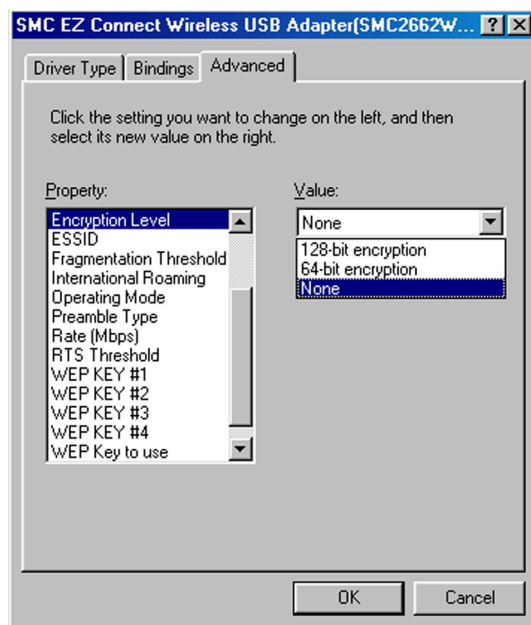 SMC EZ Connect Wireless USB Adapter(SMC2662W...
Driver Type
Bindings
Advanced
Click the setting you want to change on the left, and then
select its new value on the right.
Property:
Encryption Level
ESSID
Fragmentation Threshold
International Roaming
Operating Mode
Preamble Type
Rate (Mbps)
RTS Threshold
WEP KEY #1
WEP KEY #2
WEP KEY #3
WEP KEY #4
WEP Key to use
Value:
None
128-bit encryption
64-bit encryption
None
OK
Cancel